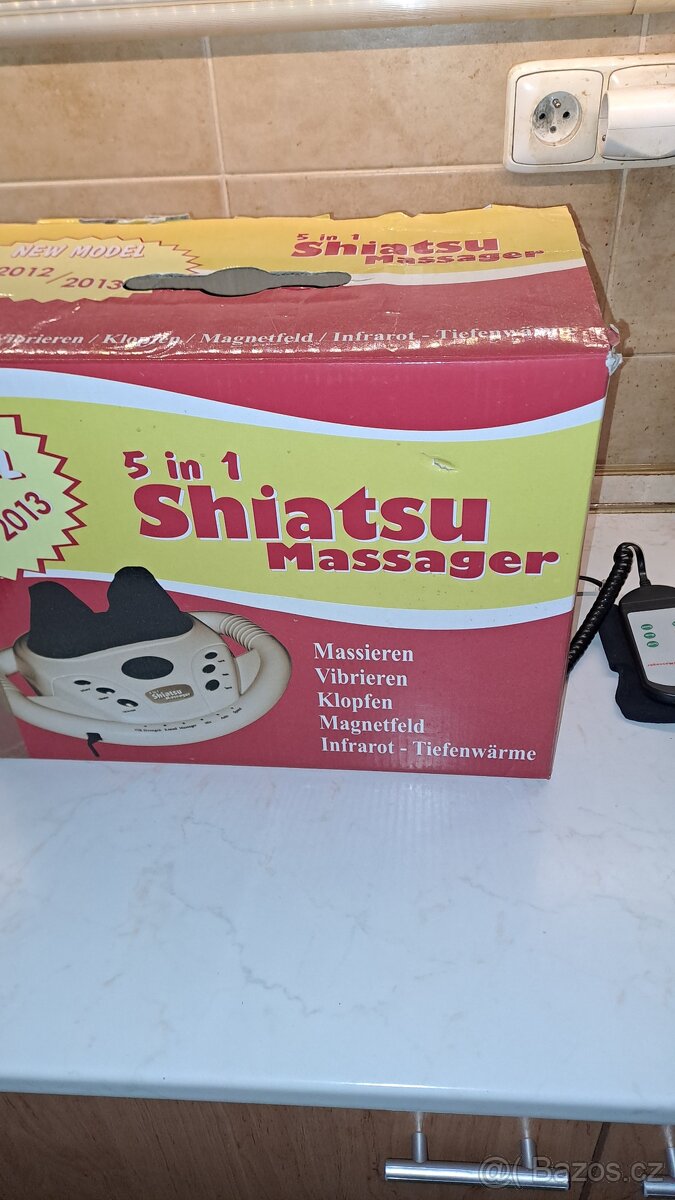 NEW MODEL
2012/2013
5 in 1
Shiatsu
Massager
Vibrieren / Klopfen / Magnetfeld / Infrarot - Tiefenwärme
2013
5 in 1
Shiatsu
Massager
Massieren
Vibrieren
Klopfen
Magnetfeld
Infrarot - Tiefenwärme
Shiatsu
Massager
Bazos.cz